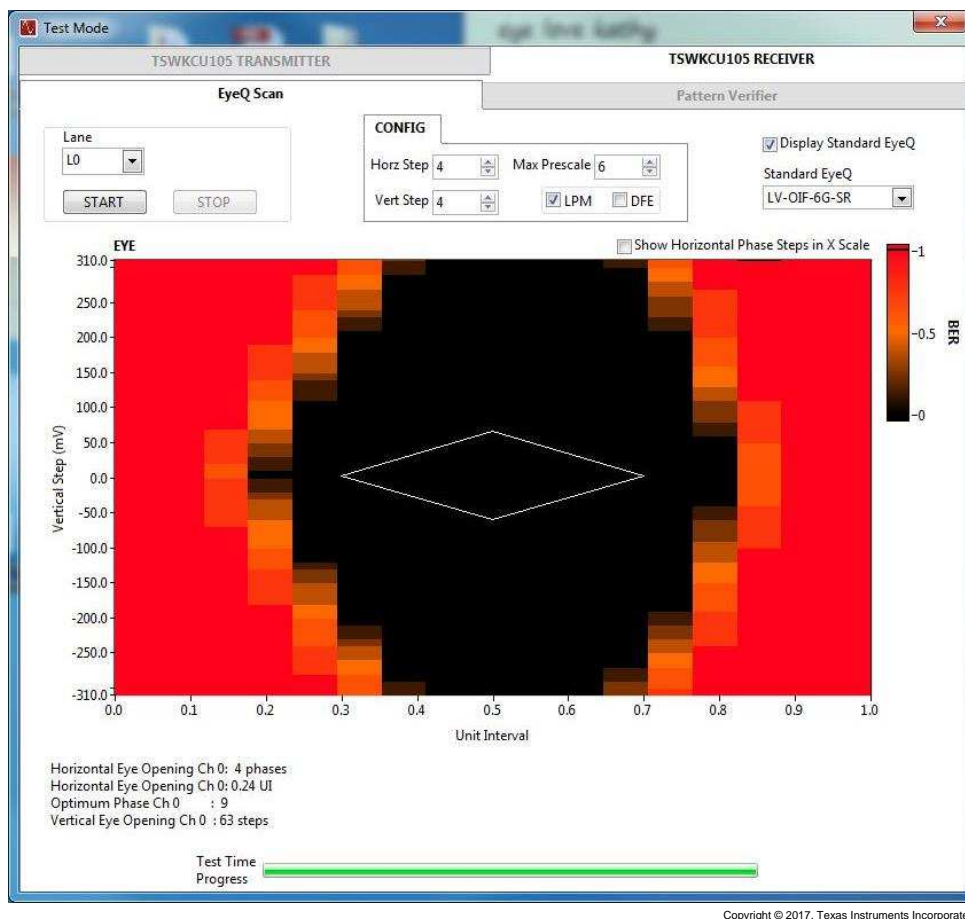 Test Mode
eye love kathy
TSWKCU105 TRANSMITTER
TSWKCU105 RECEIVER
EyeQ Scan
Pattern Verifier
Lane
L0
START
STOP
CONFIG
Horz Step 4
Max Prescale 6
Vert Step 4
LPM
DFE
Display Standard EyeQ
Standard EyeQ
LV-OIF-6G-SR
EYE
Show Horizontal Phase Steps in X Scale
310.0
250.0
200.0
150.0
100.0
50.0
0.0
-50.0
-100.0
-150.0
-200.0
-250.0
-310.0
Vertical Step (mV)
0.0 0.1 0.2 0.3 0.4 0.5 0.6 0.7 0.8 0.9 1.0
Unit Interval
-1
-0.5
-0
BER
Horizontal Eye Opening Ch 0: 4 phases
Horizontal Eye Opening Ch 0: 0.24 UI
Optimum Phase Ch 0 : 9
Vertical Eye Opening Ch 0 : 63 steps
Test Time
Progress
Copyright © 2017, Texas Instruments Incorporate